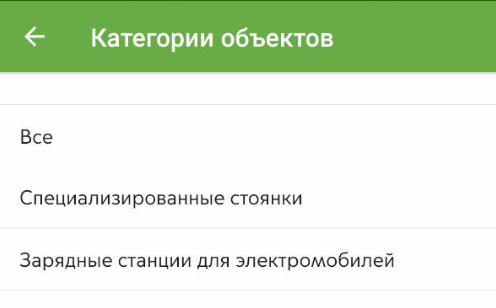 Категории объектов
Все
Специализированные стоянки
Зарядные станции для электромобилей